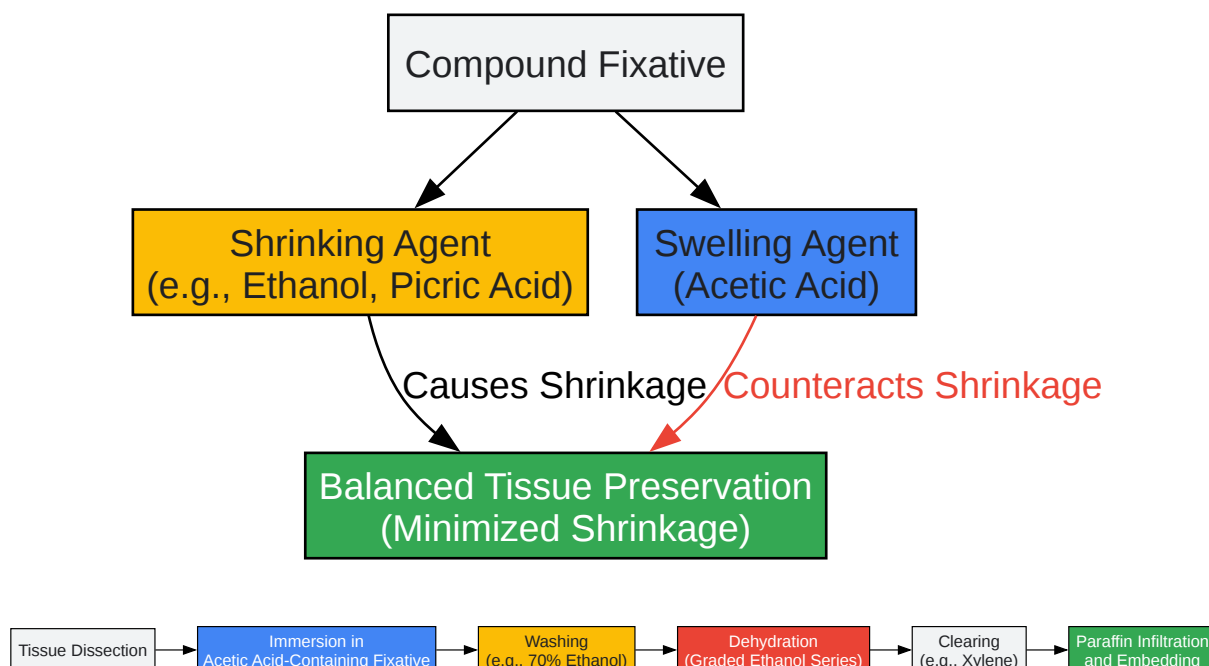 Compound Fixative
Shrinking Agent
(e.g., Ethanol, Picric Acid)
Swelling Agent
(Acetic Acid)
Causes Shrinkage
Counteracts Shrinkage
Balanced Tissue Preservation
(Minimized Shrinkage)
Tissue Dissection
Immersion in
Acetic Acid-Containing Fixative
Washing
(e.g., 70% Ethanol)
Dehydration
(Graded Ethanol Series)
Clearing
(e.g., Xylene)
Paraffin Infiltration
and Embedding